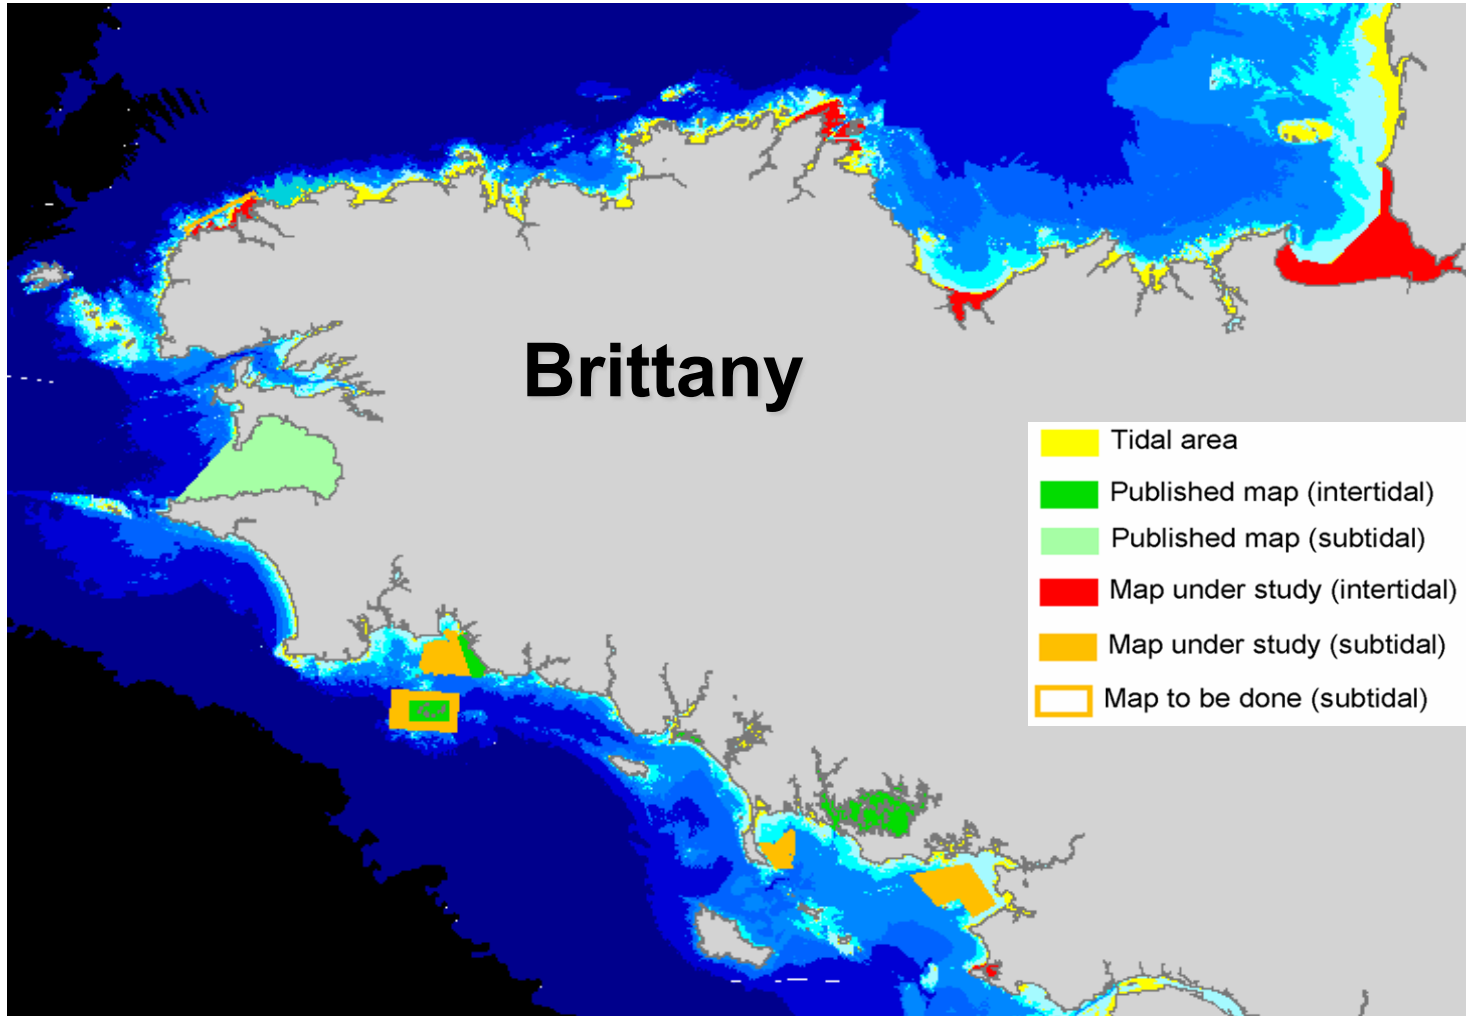 Brittany
Tidal area
Published map (intertidal)
Published map (subtidal)
Map under study (intertidal)
Map under study (subtidal)
Map to be done (subtidal)